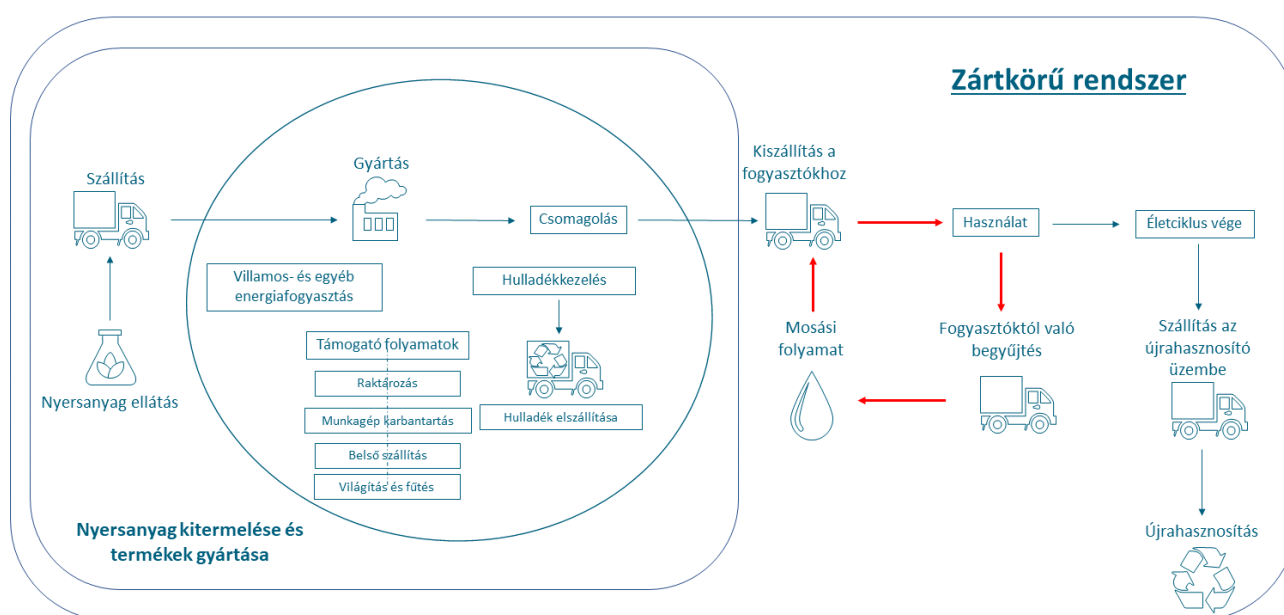 Zártkörű rendszer
Szállítás
Nyersanyag ellátás
Gyártás
Csomagolás
Villamos- és egyéb
energiafogyasztás
Támogató folyamatok
Raktározás
Munkagép karbantartás
Belső szállítás
Világítás és fűtés
Hulladékkezelés
Hulladék elszállítása
Nyersanyag kitermelése és
termékek gyártása
Kiszállítás a
fogyasztókhoz
Használat
Életciklus vége
Mosási
folyamat
Fogyasztóktól való
begyűjtés
Szállítás az
újrahasznosító
üzembe
Újrahasznosítás